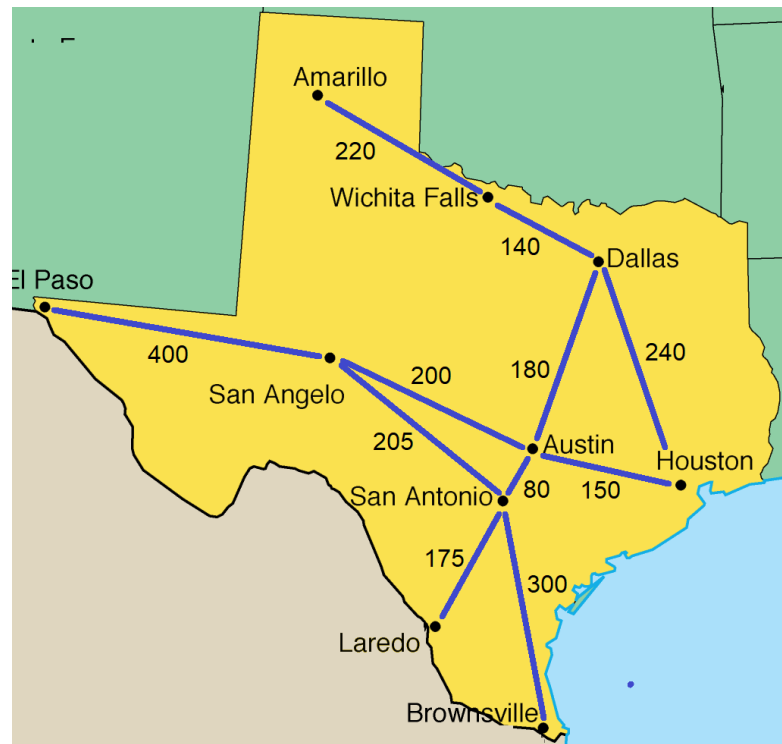 Amarillo
220
Wichita Falls
140
Dallas
El Paso
400
200
180
240
San Angelo
205
Austin
Houston
San Antonio
80
150
175
300
Laredo
Brownsville